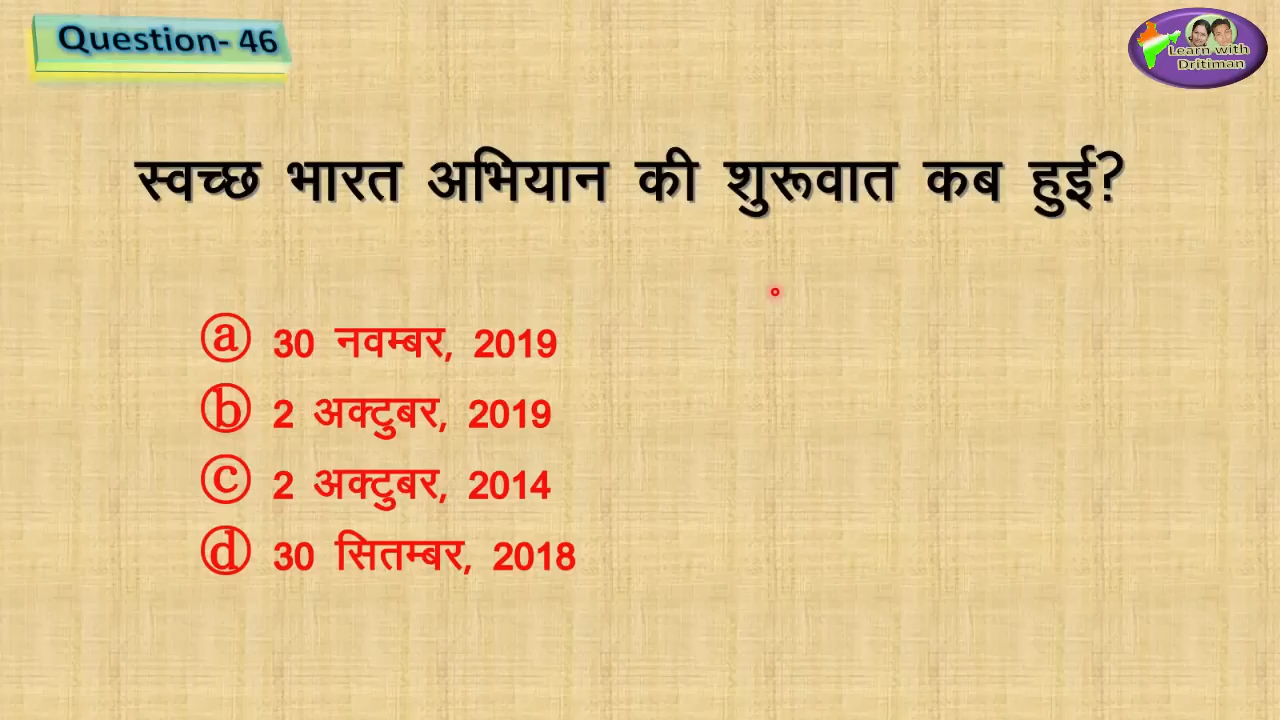 Question- 46
Learn with
Dritiman
स्वच्छ भारत अभियान की शुरूवात कब हुई?
ⓐ 30 नवम्बर, 2019
ⓑ 2 अक्टुबर, 2019
ⓒ 2 अक्टुबर, 2014
ⓓ 30 सितम्बर, 2018